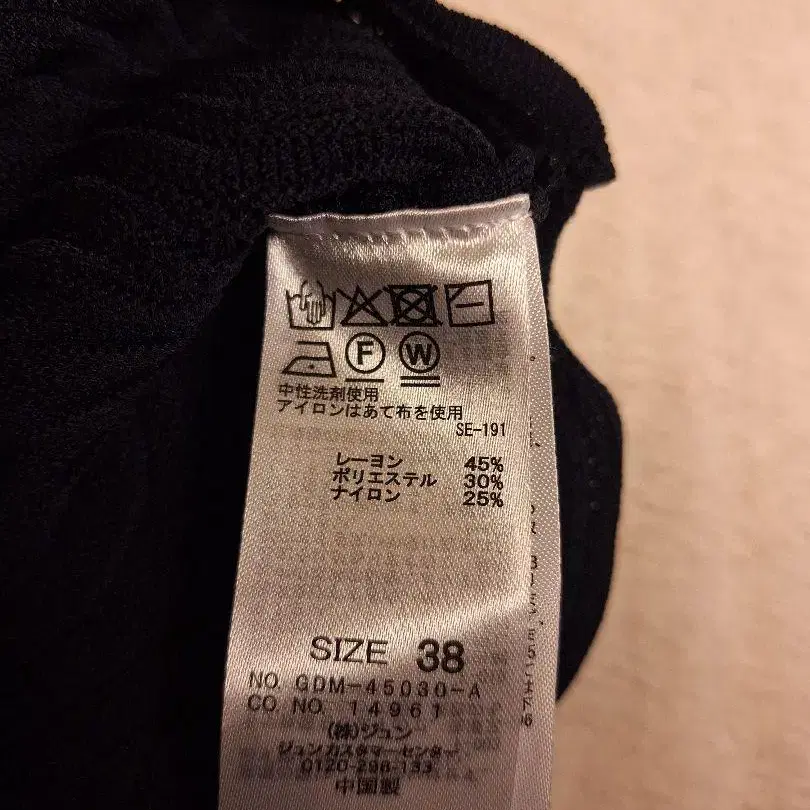 F W
中性洗剤使用
アイロンはあて布を使用
SE-191
レーヨン 45%
ポリエステル 30%
ナイロン 25%
SIZE 38
NO. GDM-45030-A
CO NO. 14961
(株)ジュン
ジュンカスタマーセンター
0120-298-133
中国製